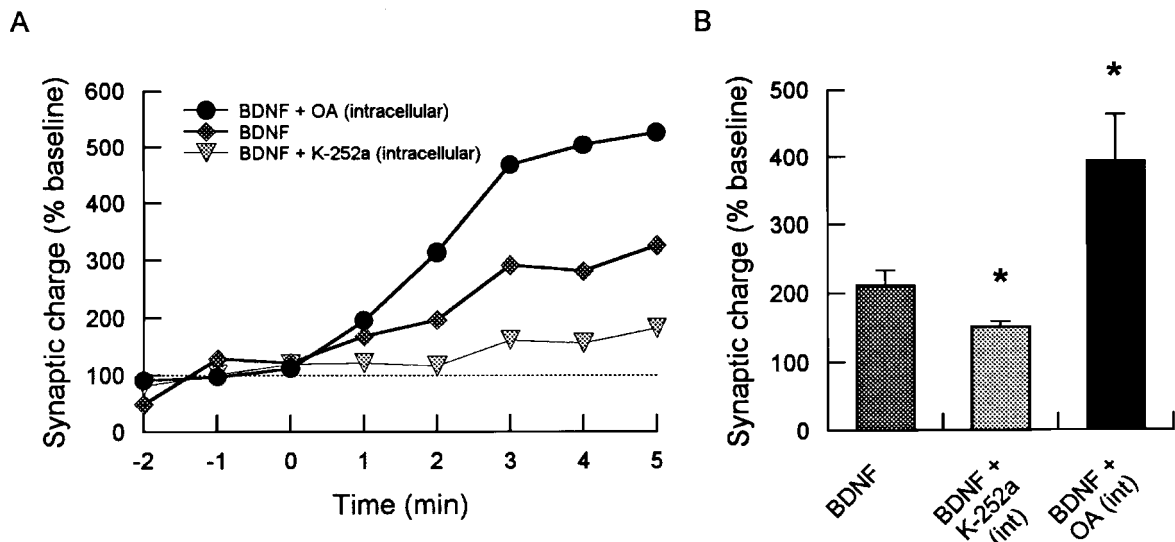 A
Synaptic charge (% baseline)
600
500
400
300
200
100
0
BDNF + OA (intracellular)
BDNF
BDNF + K-252a (intracellular)
-2
-1
0
1
2
3
4
5
Time (min)
B
Synaptic charge (% baseline)
500
400
300
200
100
0
*
*
BDNF
BDNF +
K-252a
(int)
BDNF +
OA (int)